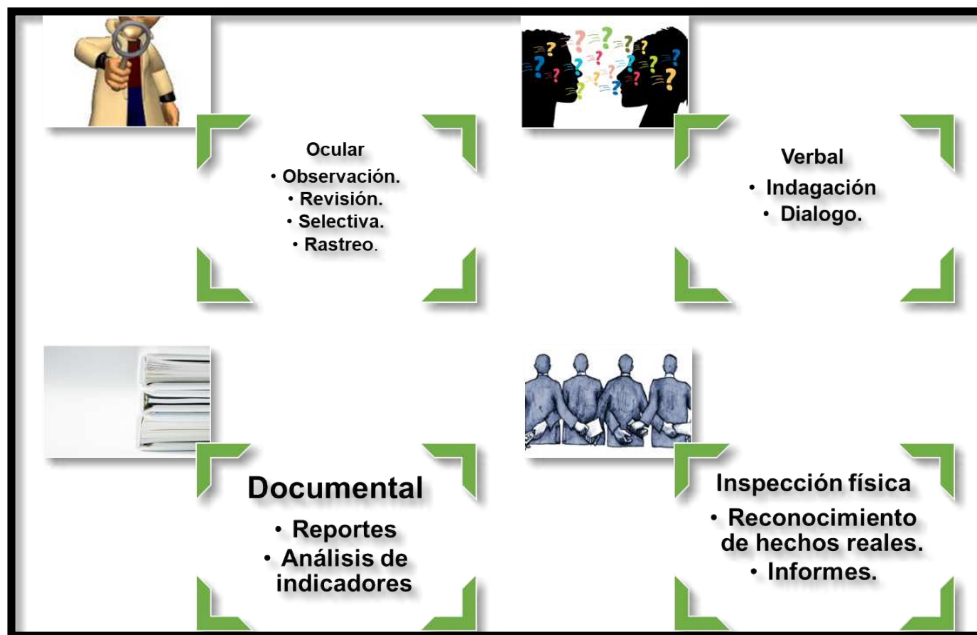 Ocular
• Observación.
• Revisión.
• Selectiva.
• Rastreo.
Verbal
• Indagación
• Dialogo.
Documental
• Reportes
• Análisis de
indicadores
Inspección física
• Reconocimiento
de hechos reales.
• Informes.